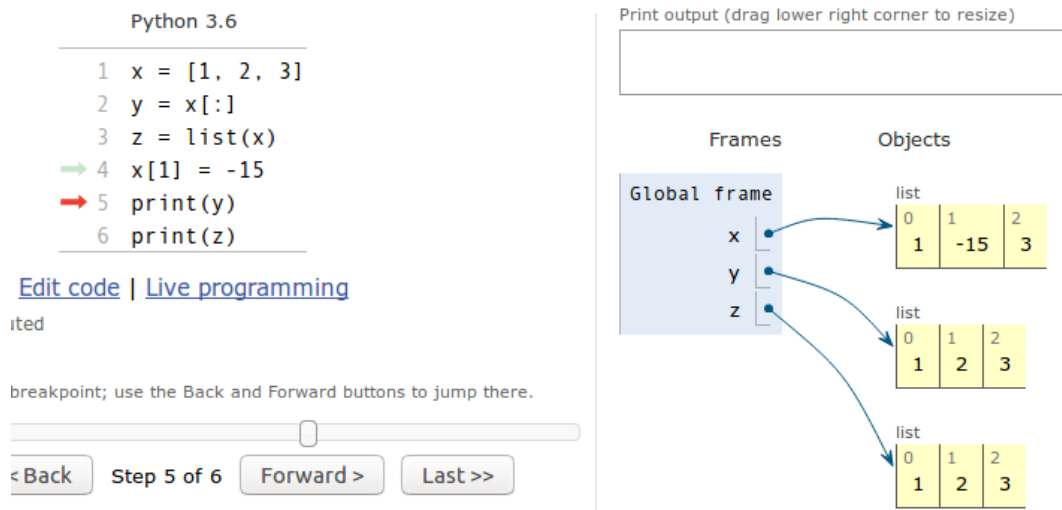 Python 3.6
1 x = [1, 2, 3]
2 y = x[:]
3 z = list(x)
4 x[1] = -15
5 print(y)
6 print(z)
Edit code | Live programming
uted
breakpoint; use the Back and Forward buttons to jump there.
< Back Step 5 of 6 Forward > Last >>
Print output (drag lower right corner to resize)
Frames Objects
Global frame
x
y
z
list
0 1 2
1 -15 3
list
0 1 2
1 2 3
list
0 1 2
1 2 3